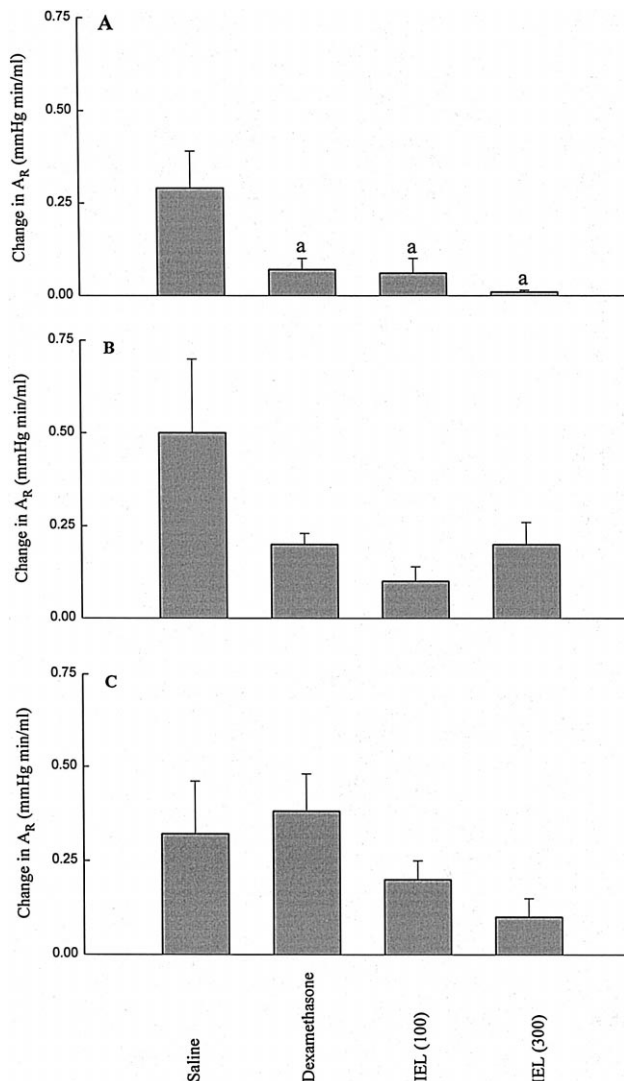 A
0.75
0.50
0.25
0.00
Change in AR (mmHg min/ml)
a
a
a
B
0.75
0.50
0.25
0.00
Change in AR (mmHg min/ml)
C
0.75
0.50
0.25
0.00
Change in AR (mmHg min/ml)
Saline
Dexamethasone
IEL (100)
IEL (300)